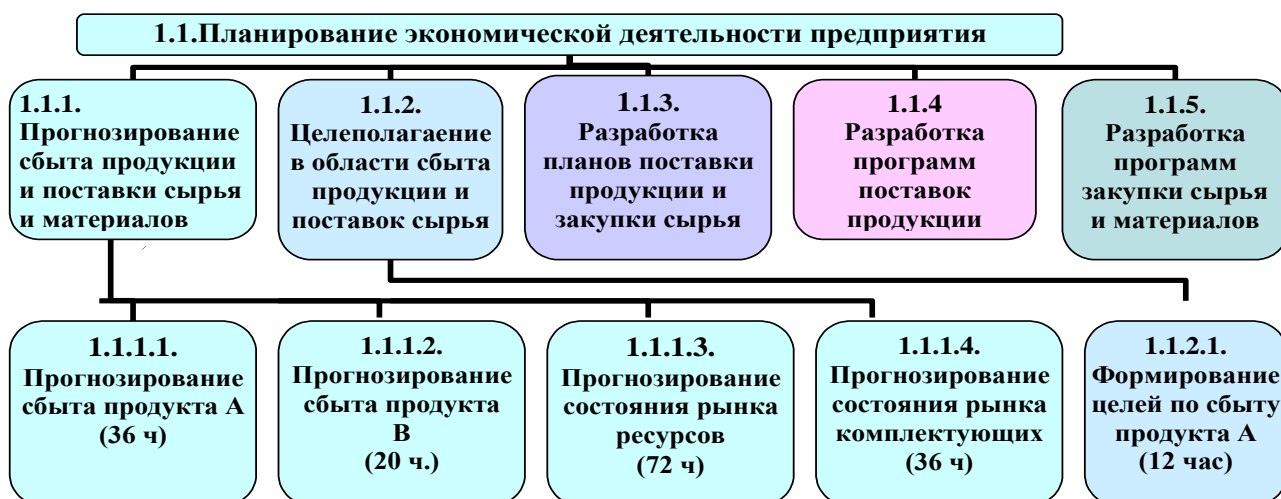 1.1.Планирование экономической деятельности предприятия
1.1.1.
Прогнозирование
сбыта продукции
и поставки сырья
и материалов
1.1.2.
Целеполагаение
в области сбыта
продукции и
поставок сырья
1.1.3.
Разработка
планов поставки
продукции и
закупки сырья
1.1.4
Разработка
программ
поставок
продукции
1.1.5.
Разработка
программ
закупки сырья
и материалов
1.1.1.1.
Прогнозирование
сбыта продукта А
(36 ч)
1.1.1.2.
Прогнозирование
сбыта продукта
В
(20 ч.)
1.1.1.3.
Прогнозирование
состояния рынка
ресурсов
(72 ч)
1.1.1.4.
Прогнозирование
состояния рынка
комплектующих
(36 ч)
1.1.2.1.
Формирование
целей по сбыту
продукта А
(12 час)